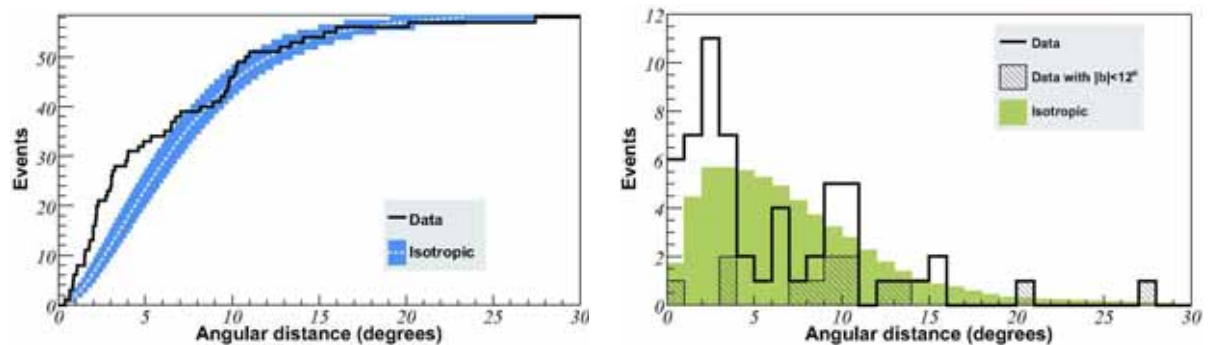 50
40
30
20
10
0
0 5 10 15 20 25 30
Events
Angular distance (degrees)
Data
Isotropic
12
10
8
6
4
2
0
0 5 10 15 20 25 30
Events
Angular distance (degrees)
Data
Data with |b|<12°
Isotropic